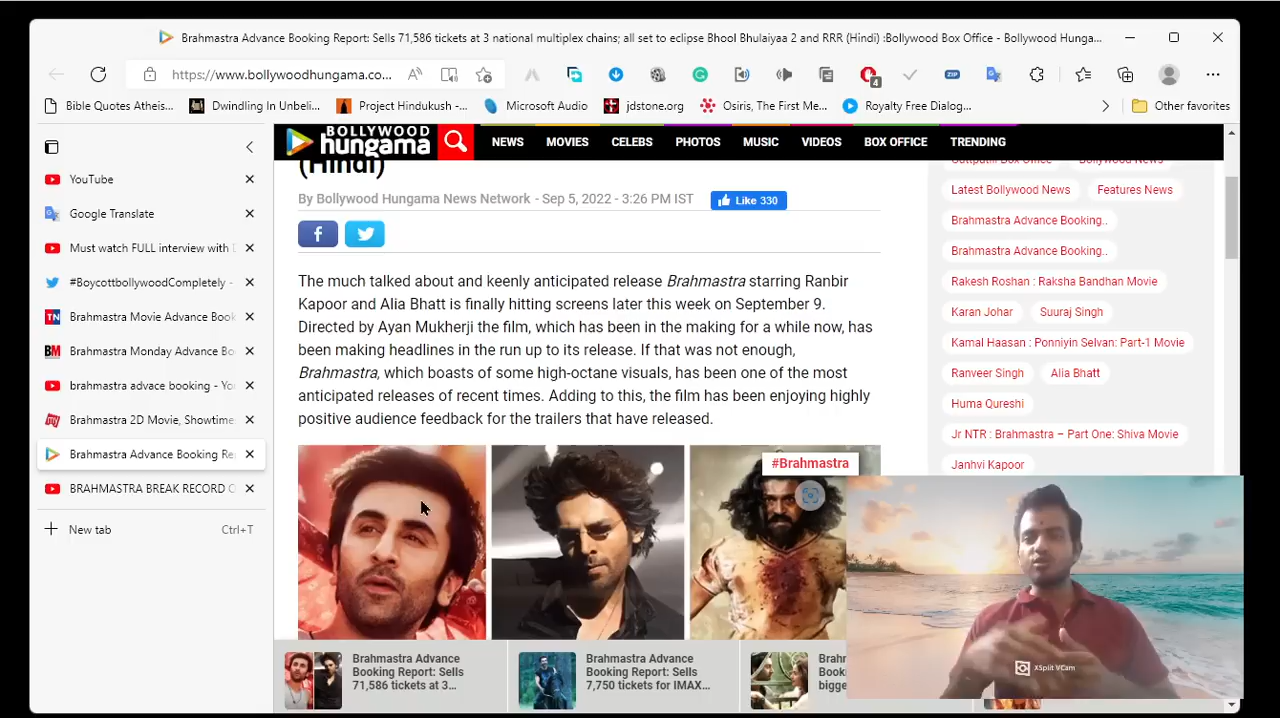 Brahmastra Advance Booking Report: Sells 71,586 tickets at 3 national multiplex chains; all set to eclipse Bhool Bhulaiyaa 2 and RRR (Hindi) :Bollywood Box Office - Bollywood Hunga...
https://www.bollywoodhungama.co...
4
ZIP
Bible Quotes Atheis...
Dwindling In Unbeli...
Project Hindukush -...
Microsoft Audio
jdstone.org
Osiris, The First Me...
Royalty Free Dialog...
Other favorites
YouTube
Google Translate
Must watch FULL interview with
#BoycottbollywoodCompletely -
Brahmastra Movie Advance Book
Brahmastra Monday Advance Bo
brahmastra advace booking - Yo
Brahmastra 2D Movie, Showtime
Brahmastra Advance Booking Re
BRAHMASTRA BREAK RECORD
New tab
Ctrl+T
BOLLYWOOD
hungama
NEWS
MOVIES
CELEBS
PHOTOS
MUSIC
VIDEOS
BOX OFFICE
TRENDING
(Hindi)
By Bollywood Hungama News Network - Sep 5, 2022 - 3:26 PM IST
Like 330
The much talked about and keenly anticipated release Brahmastra starring Ranbir
Kapoor and Alia Bhatt is finally hitting screens later this week on September 9.
Directed by Ayan Mukherji the film, which has been in the making for a while now, has
been making headlines in the run up to its release. If that was not enough,
Brahmastra, which boasts of some high-octane visuals, has been one of the most
anticipated releases of recent times. Adding to this, the film has been enjoying highly
positive audience feedback for the trailers that have released.
#Brahmastra
Latest Bollywood News
Features News
Brahmastra Advance Booking..
Brahmastra Advance Booking..
Rakesh Roshan : Raksha Bandhan Movie
Karan Johar
Suuraj Singh
Kamal Haasan : Ponniyin Selvan: Part-1 Movie
Ranveer Singh
Alia Bhatt
Huma Qureshi
Jr NTR : Brahmastra – Part One: Shiva Movie
Janhvi Kapoor
Brahmastra Advance
Booking Report: Sells
71,586 tickets at 3...
Brahmastra Advance
Booking Report: Sells
7,750 tickets for IMAX...
Brahm
Book
bigge
XSplit VCam